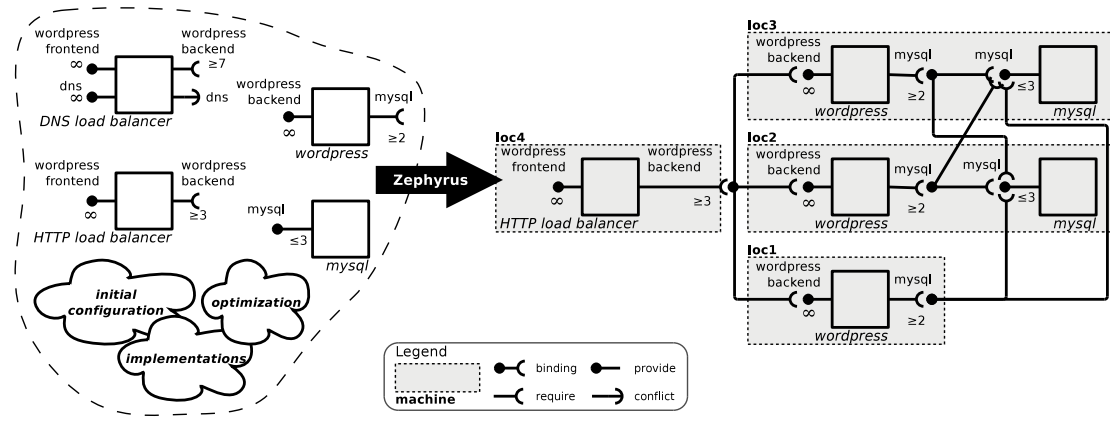 wordpress
frontend
∞
dns
∞
wordpress
backend
≥7
dns
DNS load balancer
wordpress
backend
∞
mysql
≥2
wordpress
wordpress
frontend
∞
wordpress
backend
≥3
HTTP load balancer
mysql
≤3
mysql
initial
configuration
optimization
implementations
Zephyrus
loc4
wordpress
frontend
∞
wordpress
backend
≥3
HTTP load balancer
loc3
wordpress
backend
∞
mysql
≥2
wordpress
mysql
≤3
mysql
loc2
wordpress
backend
∞
mysql
≥2
wordpress
mysql
≤3
mysql
loc1
wordpress
backend
∞
mysql
≥2
wordpress
Legend
machine
binding
provide
require
conflict